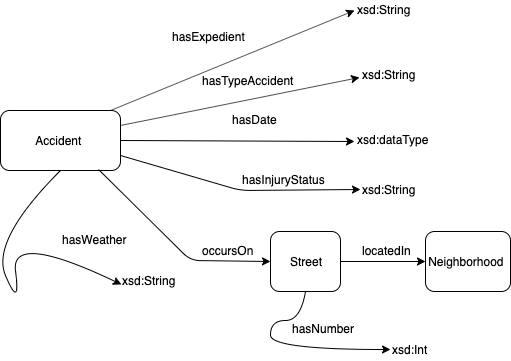 xsd:String
hasExpedient
xsd:String
hasTypeAccident
hasDate
Accident
xsd:dataType
hasInjuryStatus
xsd:String
hasWeather
occursOn
locatedIn
Street
Neighborhood
xsd:String
hasNumber
xsd:Int